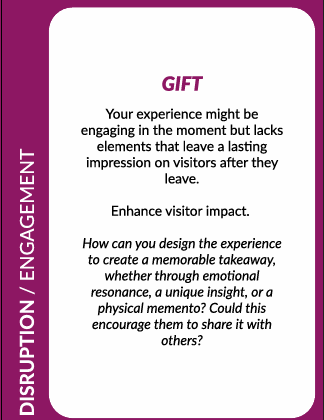 GIFT
Your experience might be
engaging in the moment but lacks
elements that leave a lasting
impression on visitors after they
leave.
Enhance visitor impact.
How can you design the experience
to create a memorable takeaway,
whether through emotional
resonance, a unique insight, or a
physical memento? Could this
encourage them to share it with
others?
DISRUPTION / ENGAGEMENT